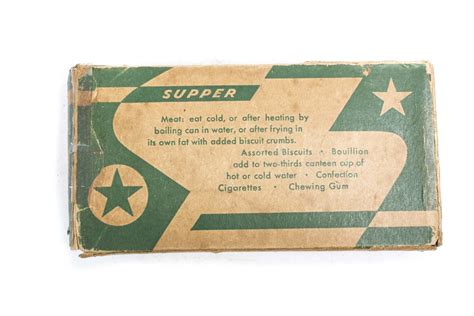 SUPPER
Meat: eat cold, or after heating by
boiling can in water, or after frying in
its own fat with added biscuit crumbs.
Assorted Biscuits • Bouillian
add to two-thirds canteen cup of
hot or cold water • Confection
Cigarettes • Chewing Gum